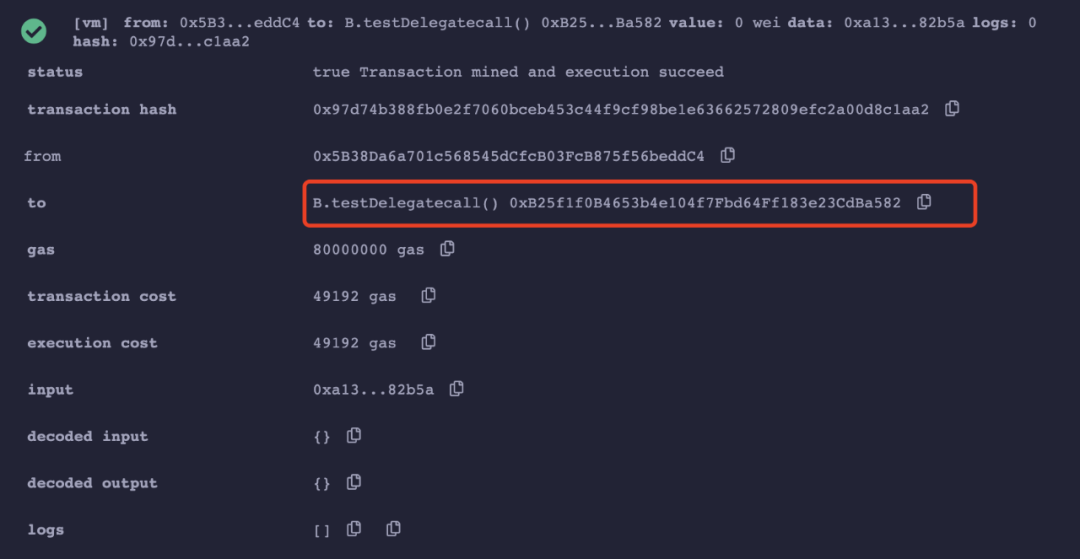 [vm] from: 0x5B3...eddC4 to: B.testDelegatecall() 0xB25...Ba582 value: 0 wei data: 0xa13...82b5a logs: 0
hash: 0x97d...c1aa2
status true Transaction mined and execution succeed
transaction hash 0x97d74b388fb0e2f7060bceb453c44f9cf98be1e63662572809efc2a00d8c1aa2
from 0x5B38Da6a701c568545dCfcB03FcB875f56beddC4
to B.testDelegatecall() 0xB25f1f0B4653b4e104f7Fbd64Ff183e23CdBa582
gas 80000000 gas
transaction cost 49192 gas
execution cost 49192 gas
input 0xa13...82b5a
decoded input {}
decoded output {}
logs []